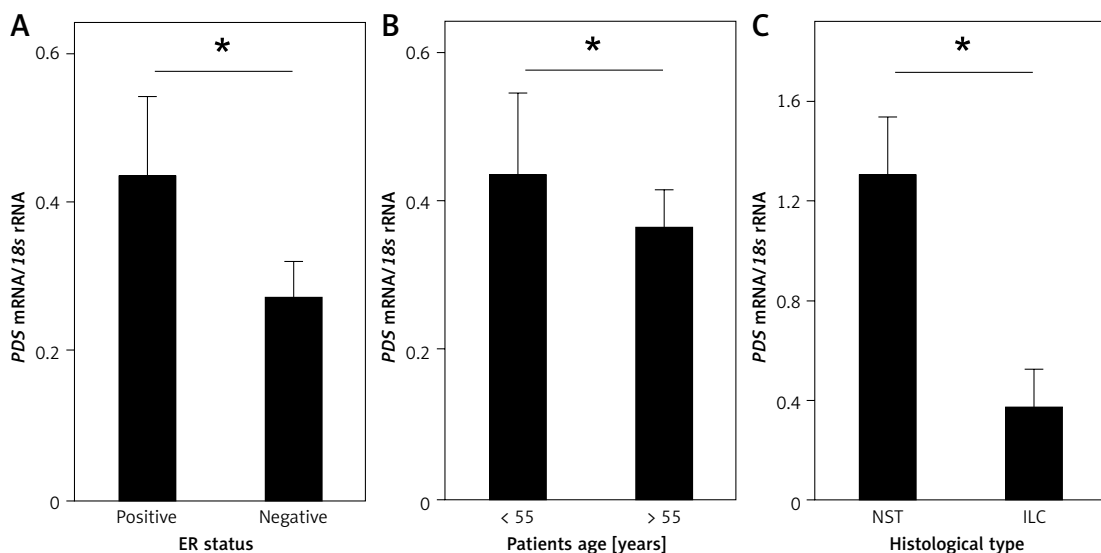 A
*
0.6
0.4
0.2
0
PDS mRNA/18s rRNA
Positive Negative
ER status
B
*
0.6
0.4
0.2
0
PDS mRNA/18s rRNA
< 55 > 55
Patients age [years]
C
*
1.6
1.2
0.8
0.4
0
PDS mRNA/18s rRNA
NST ILC
Histological type